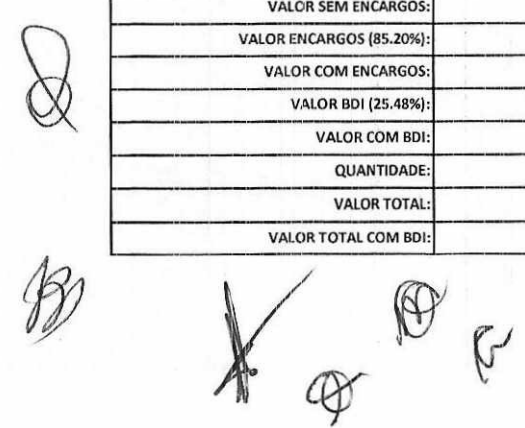 VALOR SEM ENCARGOS:
VALOR ENCARGOS (85.20%):
VALOR COM ENCARGOS:
VALOR BDI (25.48%):
VALOR COM BDI:
QUANTIDADE:
VALOR TOTAL:
VALOR TOTAL COM BDI: